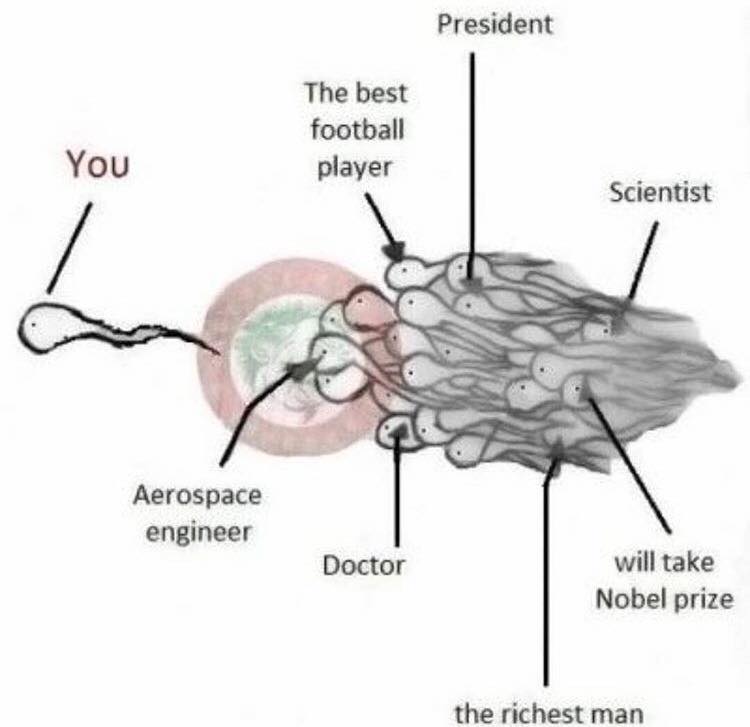 President
The best
football
player
You
Scientist
Aerospace
engineer
Doctor
will take
Nobel prize
the richest man